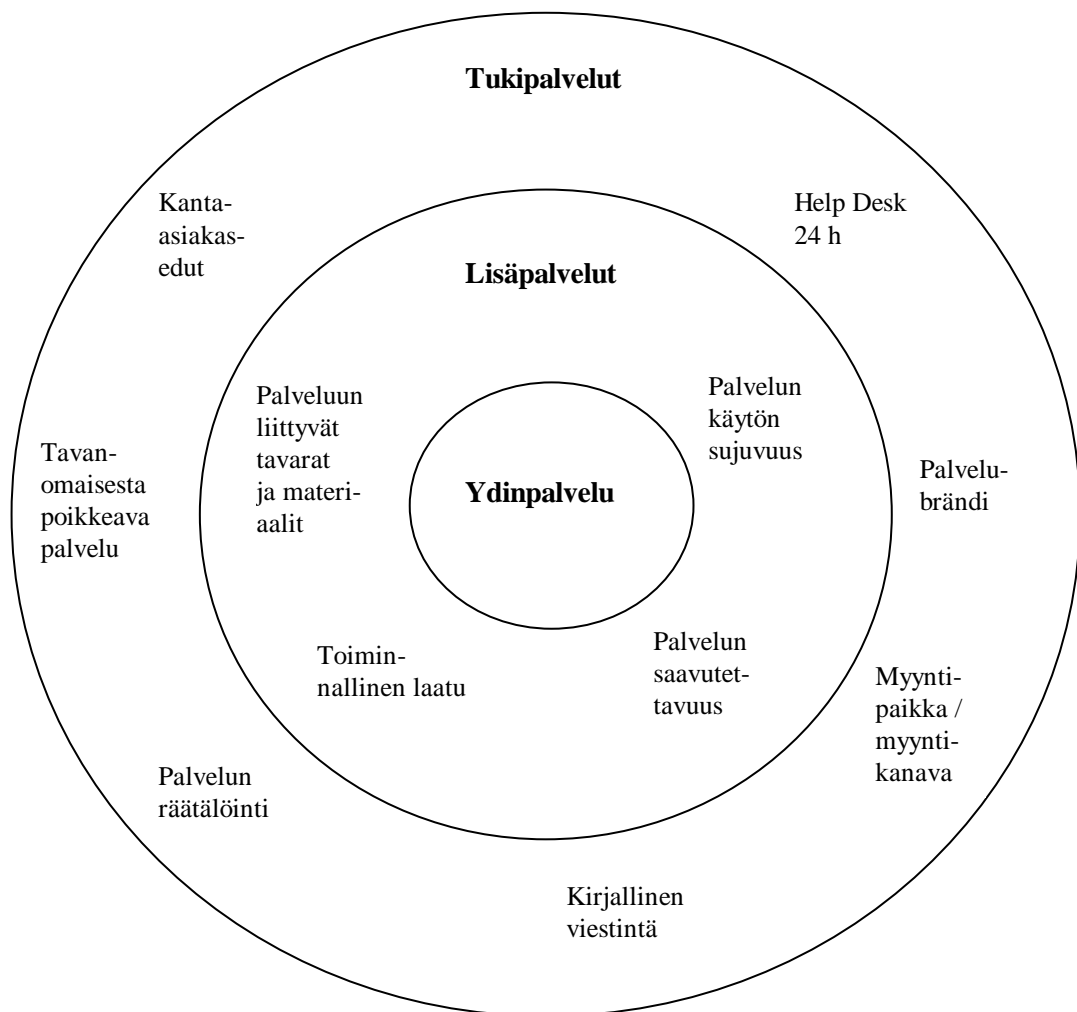 Tukipalvelut
Kanta-
asiakas-
edut
Help Desk
24 h
Lisäpalvelut
Palveluun
liittyvät
tavarat
ja materi-
aalit
Palvelun
käytön
sujuvuus
Tavan-
omaisesta
poikkeava
palvelu
Ydinpalvelu
Palvelu-
brändi
Toimin-
nallinen laatu
Palvelun
saavutet-
tavuus
Myynti-
paikka /
myynti-
kanava
Palvelun
räätälöinti
Kirjallinen
viestintä